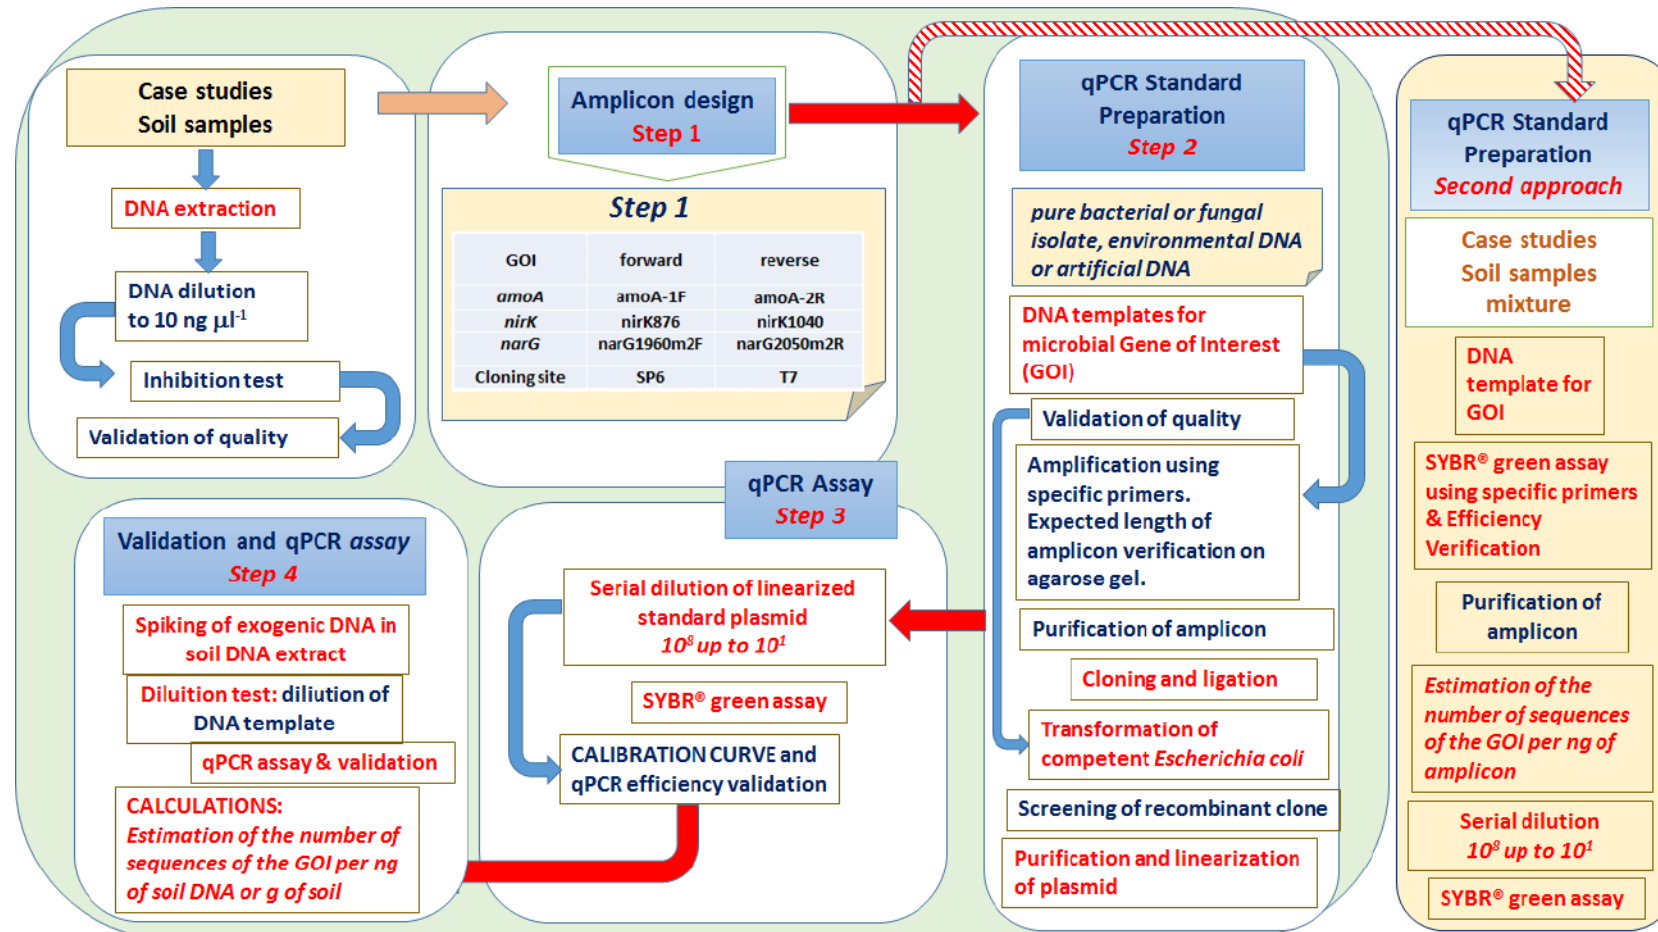 Case studies
Soil samples
DNA extraction
DNA dilution
to 10 ng µl-1
Inhibition test
Validation of quality
Amplicon design
Step 1
Step 1
GOI forward reverse
amoA amoA-1F amoA-2R
nirK nirK876 nirK1040
narG narG1960m2F narG2050m2R
Cloning site SP6 T7
qPCR Standard
Preparation
Step 2
pure bacterial or fungal
isolate, environmental DNA
or artificial DNA
DNA templates for
microbial Gene of Interest
(GOI)
Validation of quality
Amplification using
specific primers.
Expected length of
amplicon verification on
agarose gel.
Purification of amplicon
Cloning and ligation
Transformation of
competent Escherichia coli
Screening of recombinant clone
Purification and linearization
of plasmid
qPCR Assay
Step 3
Serial dilution of linearized
standard plasmid
10⁸ up to 10¹
SYBR® green assay
CALIBRATION CURVE and
qPCR efficiency validation
Validation and qPCR assay
Step 4
Spiking of exogenic DNA in
soil DNA extract
Diluition test: dilution of
DNA template
qPCR assay & validation
CALCULATIONS:
Estimation of the number of
sequences of the GOI per ng
of soil DNA or g of soil
qPCR Standard
Preparation
Second approach
Case studies
Soil samples
mixture
DNA
template for
GOI
SYBR® green assay
using specific primers
& Efficiency
Verification
Purification of
amplicon
Estimation of the
number of sequences
of the GOI per ng of
amplicon
Serial dilution
10⁸ up to 10¹
SYBR® green assay